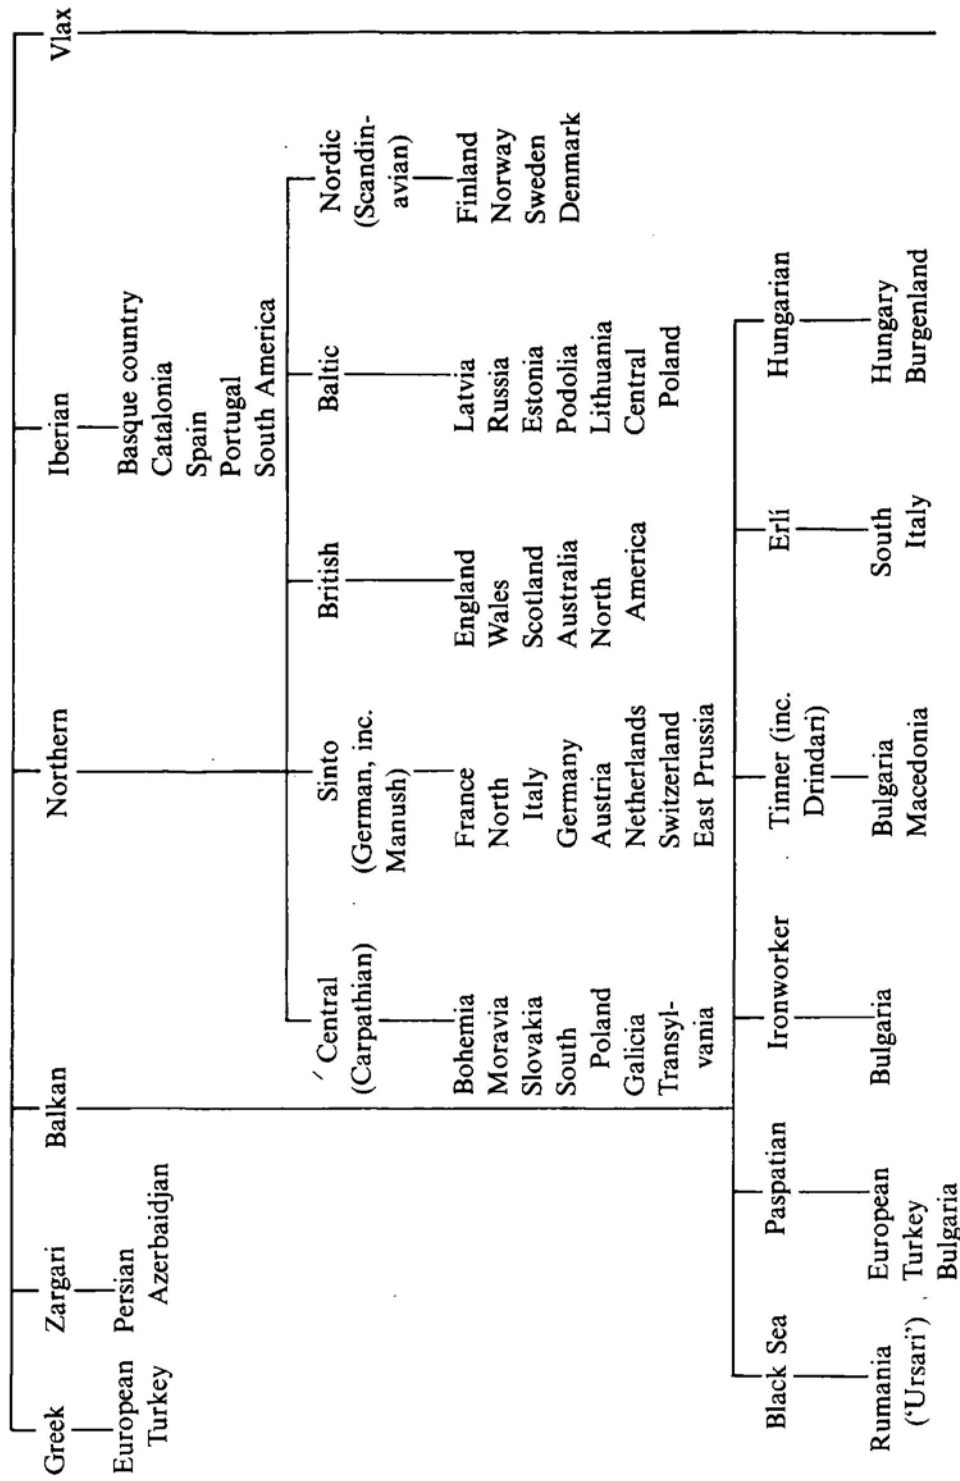 Greek
European
Turkey
Zargari
Persian
Azerbaidjan
Balkan
Northern
Iberian
Basque country
Catalonia
Spain
Portugal
South America
Vlax
'Central
(Carpathian)
Bohemia
Moravia
Slovakia
South
Poland
Galicia
Transyl-
vania
Sinto
(German, inc.
Manush)
France
North
Italy
Germany
Austria
Netherlands
Switzerland
East Prussia
British
England
Wales
Scotland
Australia
North
America
Baltic
Latvia
Russia
Estonia
Podolia
Lithuania
Central
Poland
Nordic
(Scandin-
avian)
Finland
Norway
Sweden
Denmark
Black Sea
Rumania
('Ursari')
Paspatian
European
Turkey
Bulgaria
Ironworker
Bulgaria
Tinner (inc.
Drindari)
Bulgaria
Macedonia
Erlí
South
Italy
Hungarian
Hungary
Burgenland